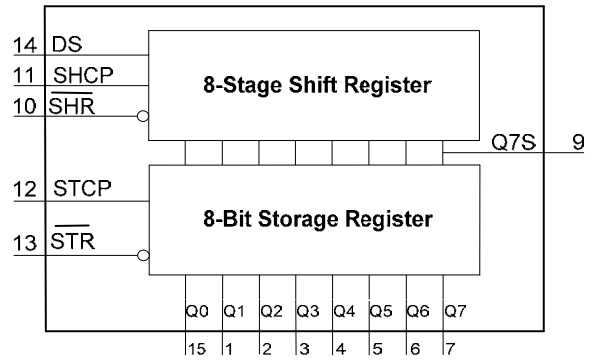 14 DS
11 SHCP
10 SHR
8-Stage Shift Register
Q7S 9
12 STCP
13 STR
8-Bit Storage Register
Q0 Q1 Q2 Q3 Q4 Q5 Q6 Q7
15 1 2 3 4 5 6 7